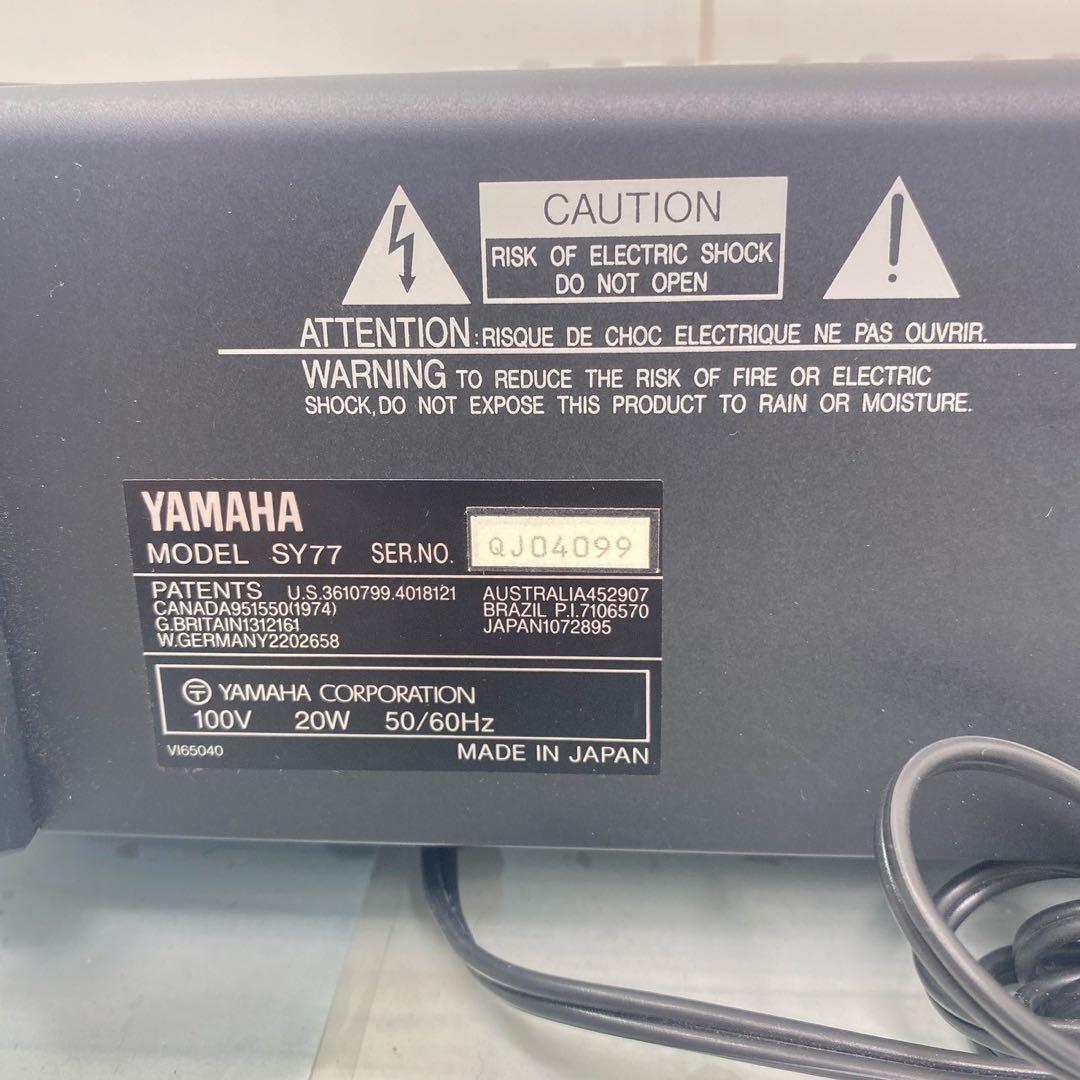 CAUTION
RISK OF ELECTRIC SHOCK
DO NOT OPEN
ATTENTION:RISQUE DE CHOC ELECTRIQUE NE PAS OUVRIR.
WARNING TO REDUCE THE RISK OF FIRE OR ELECTRIC
SHOCK,DO NOT EXPOSE THIS PRODUCT TO RAIN OR MOISTURE.
YAMAHA
MODEL SY77 SER.NO. QJ04099
PATENTS U.S.3610799.4018121
CANADA951550(1974)
G.BRITAIN1312161
W.GERMANY2202658
AUSTRALIA452907
BRAZIL P.I.7106570
JAPAN1072895
〒 YAMAHA CORPORATION
100V 20W 50/60Hz
VI65040 MADE IN JAPAN